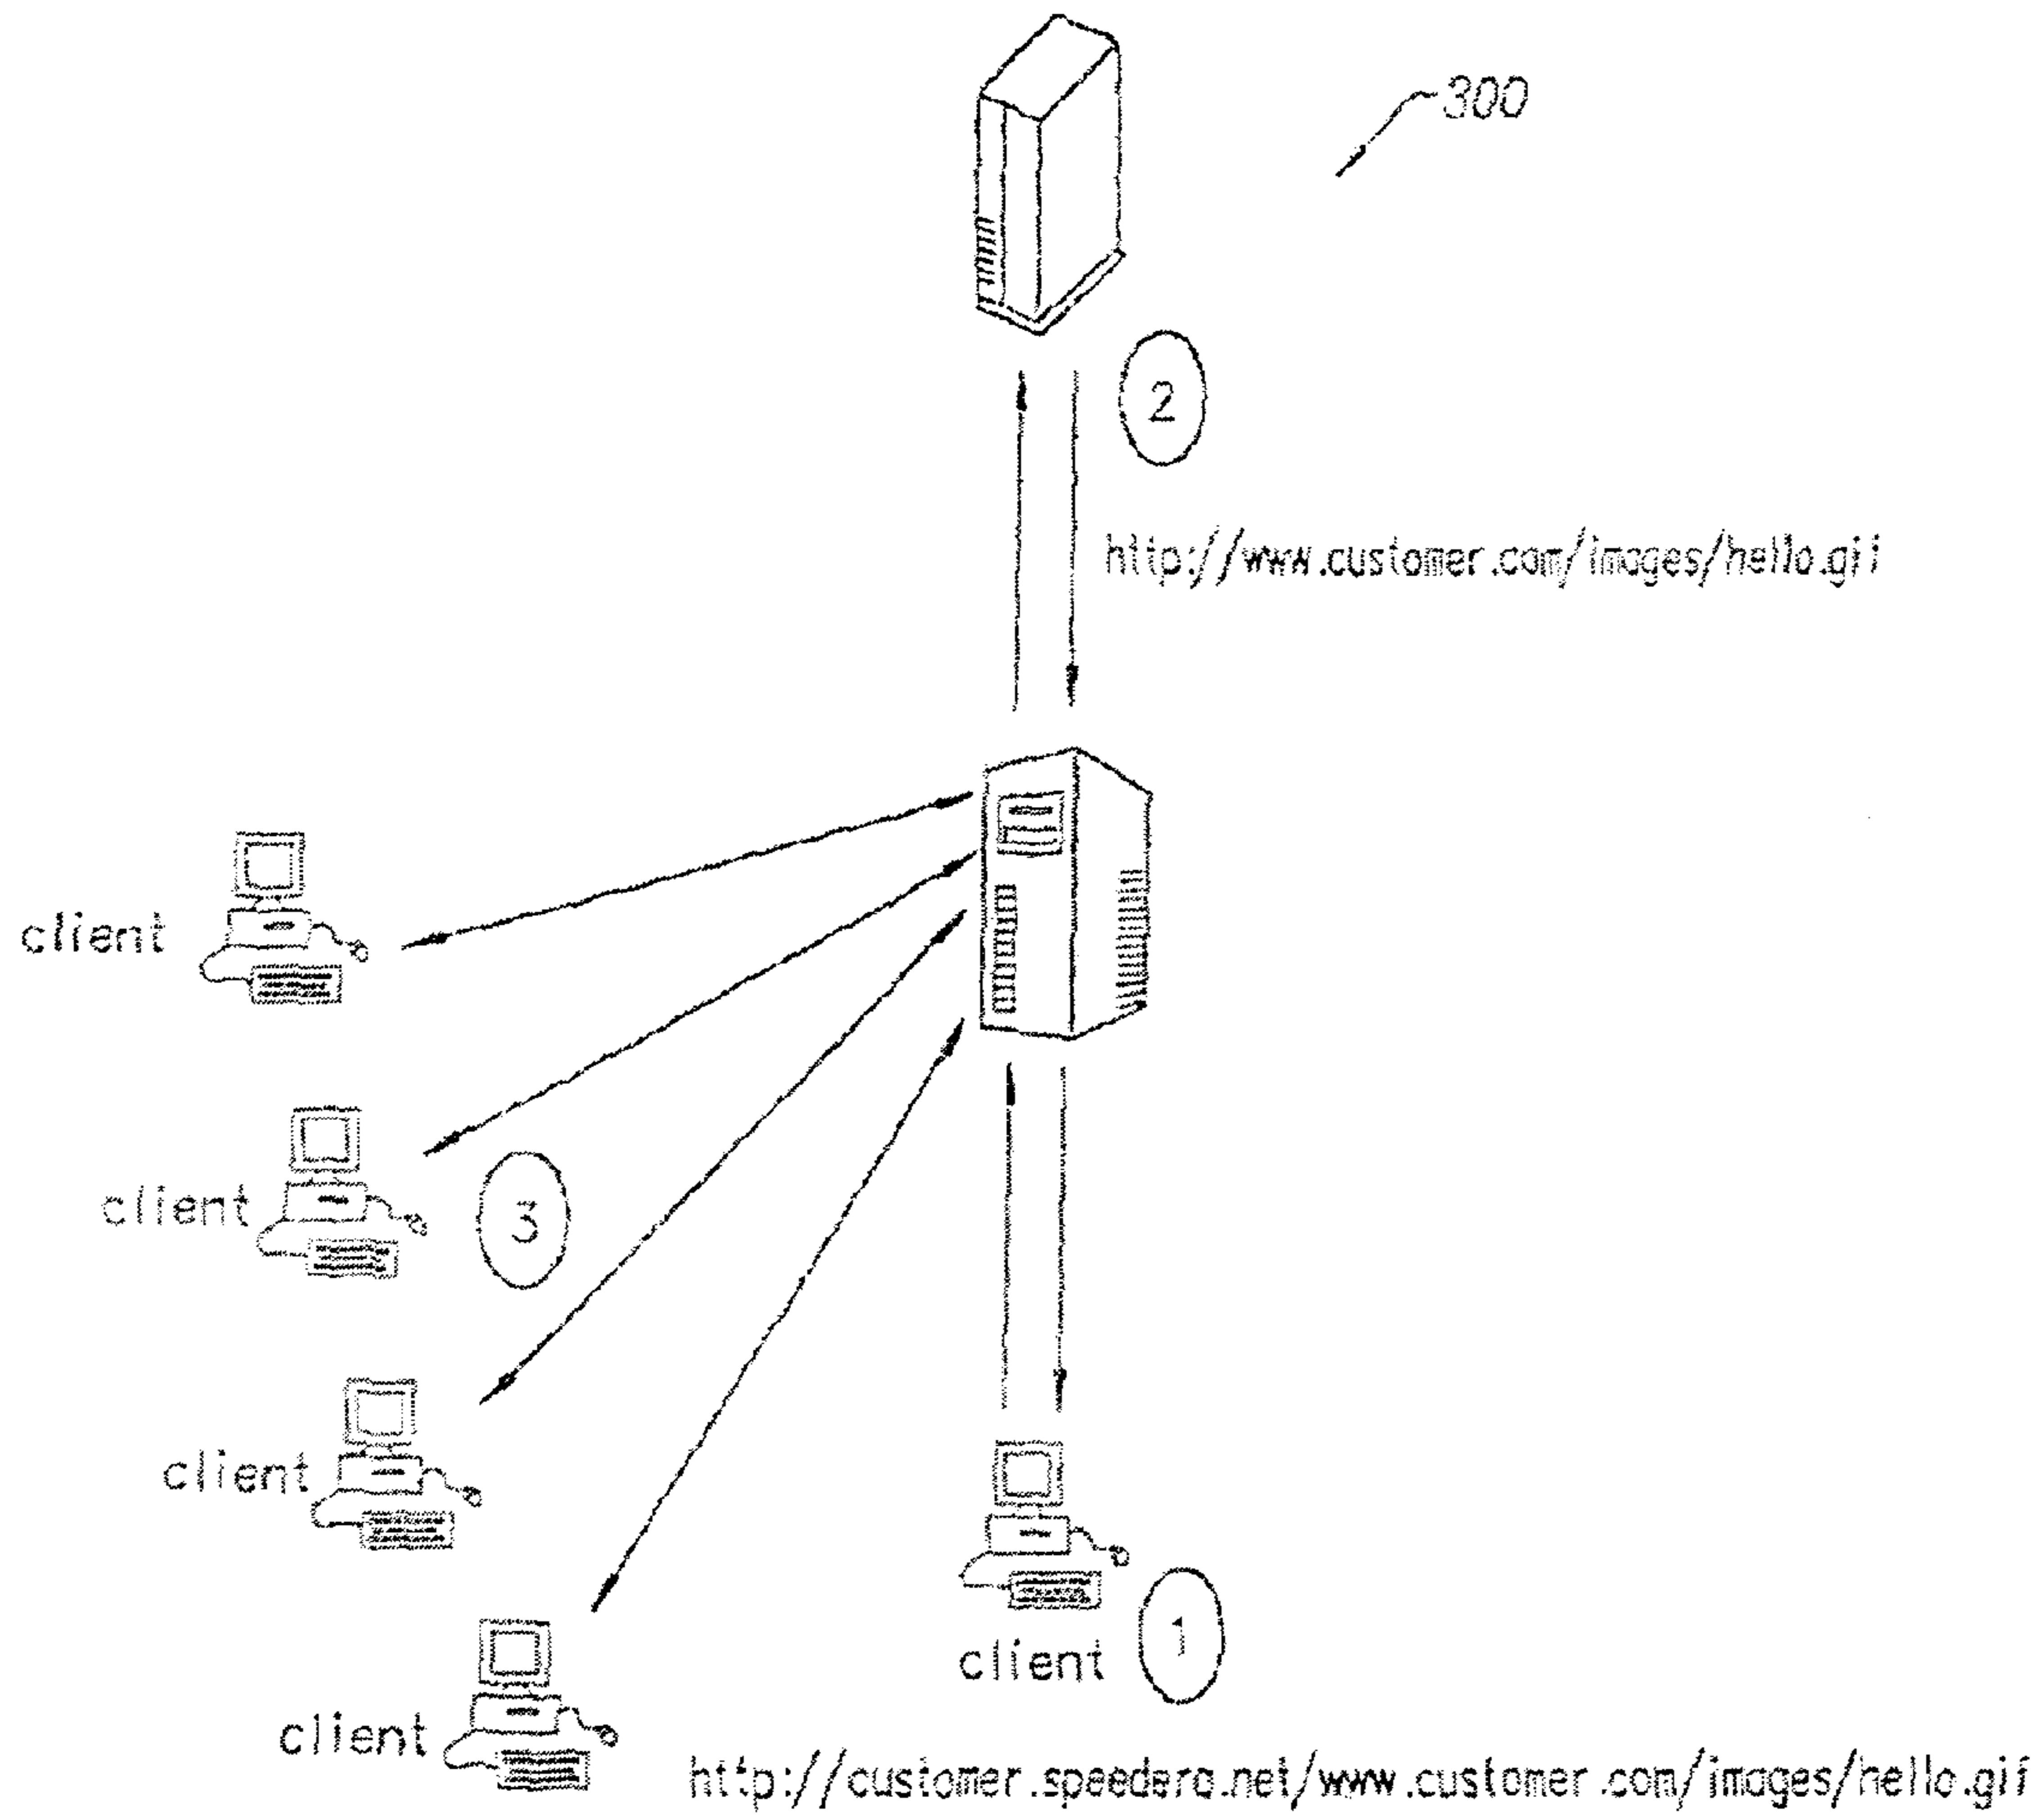 300
2
http://www.customer.com/images/hello.gif
client
client
3
client
client
client
1
http://customer.speedera.net/www.customer.com/images/hello.gif